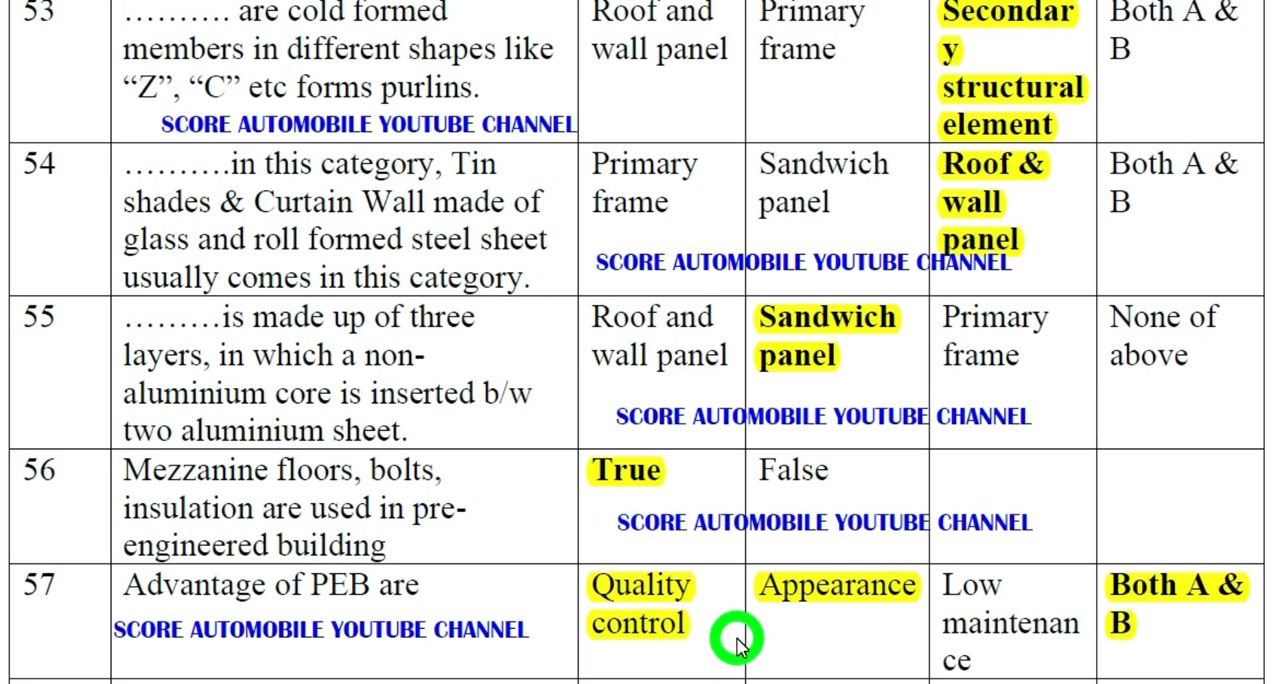 53
………. are cold formed
members in different shapes like
“Z”, “C” etc forms purlins.
SCORE AUTOMOBILE YOUTUBE CHANNEL
Roof and
wall panel
Primary
frame
Secondar
y
structural
element
Both A &
B
54
……….in this category, Tin
shades & Curtain Wall made of
glass and roll formed steel sheet
usually comes in this category.
Primary
frame
Sandwich
panel
Roof &
wall
panel
Both A &
B
SCORE AUTOMOBILE YOUTUBE CHANNEL
55
………is made up of three
layers, in which a non-
aluminium core is inserted b/w
two aluminium sheet.
Roof and
wall panel
Sandwich
panel
Primary
frame
None of
above
SCORE AUTOMOBILE YOUTUBE CHANNEL
56
Mezzanine floors, bolts,
insulation are used in pre-
engineered building
True
False
SCORE AUTOMOBILE YOUTUBE CHANNEL
57
Advantage of PEB are
SCORE AUTOMOBILE YOUTUBE CHANNEL
Quality
control
Appearance
Low
maintenan
ce
Both A &
B